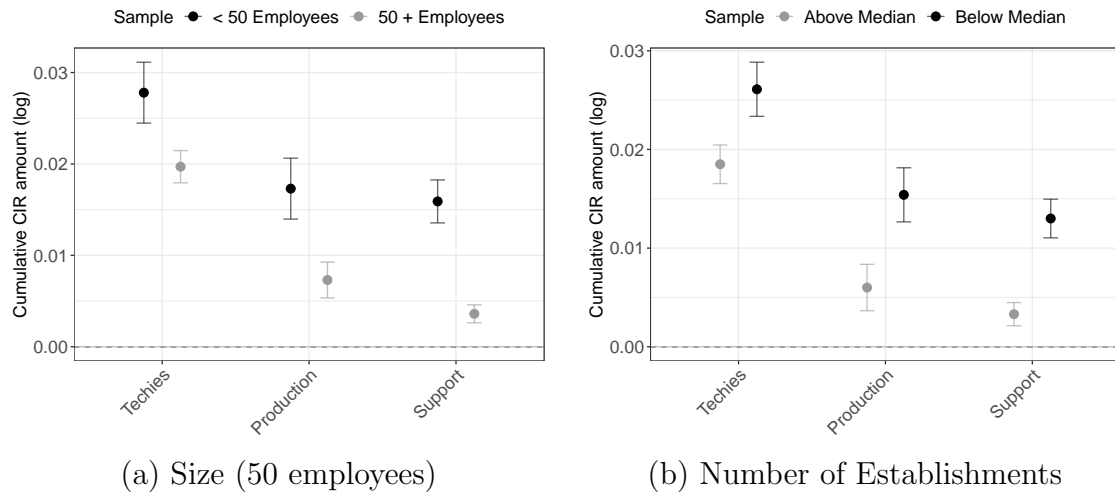 Sample < 50 Employees 50 + Employees
Cumulative CIR amount (log)
0.03
0.02
0.01
0.00
Techies
Production
Support
(a) Size (50 employees)
Sample Above Median Below Median
Cumulative CIR amount (log)
0.03
0.02
0.01
0.00
Techies
Production
Support
(b) Number of Establishments